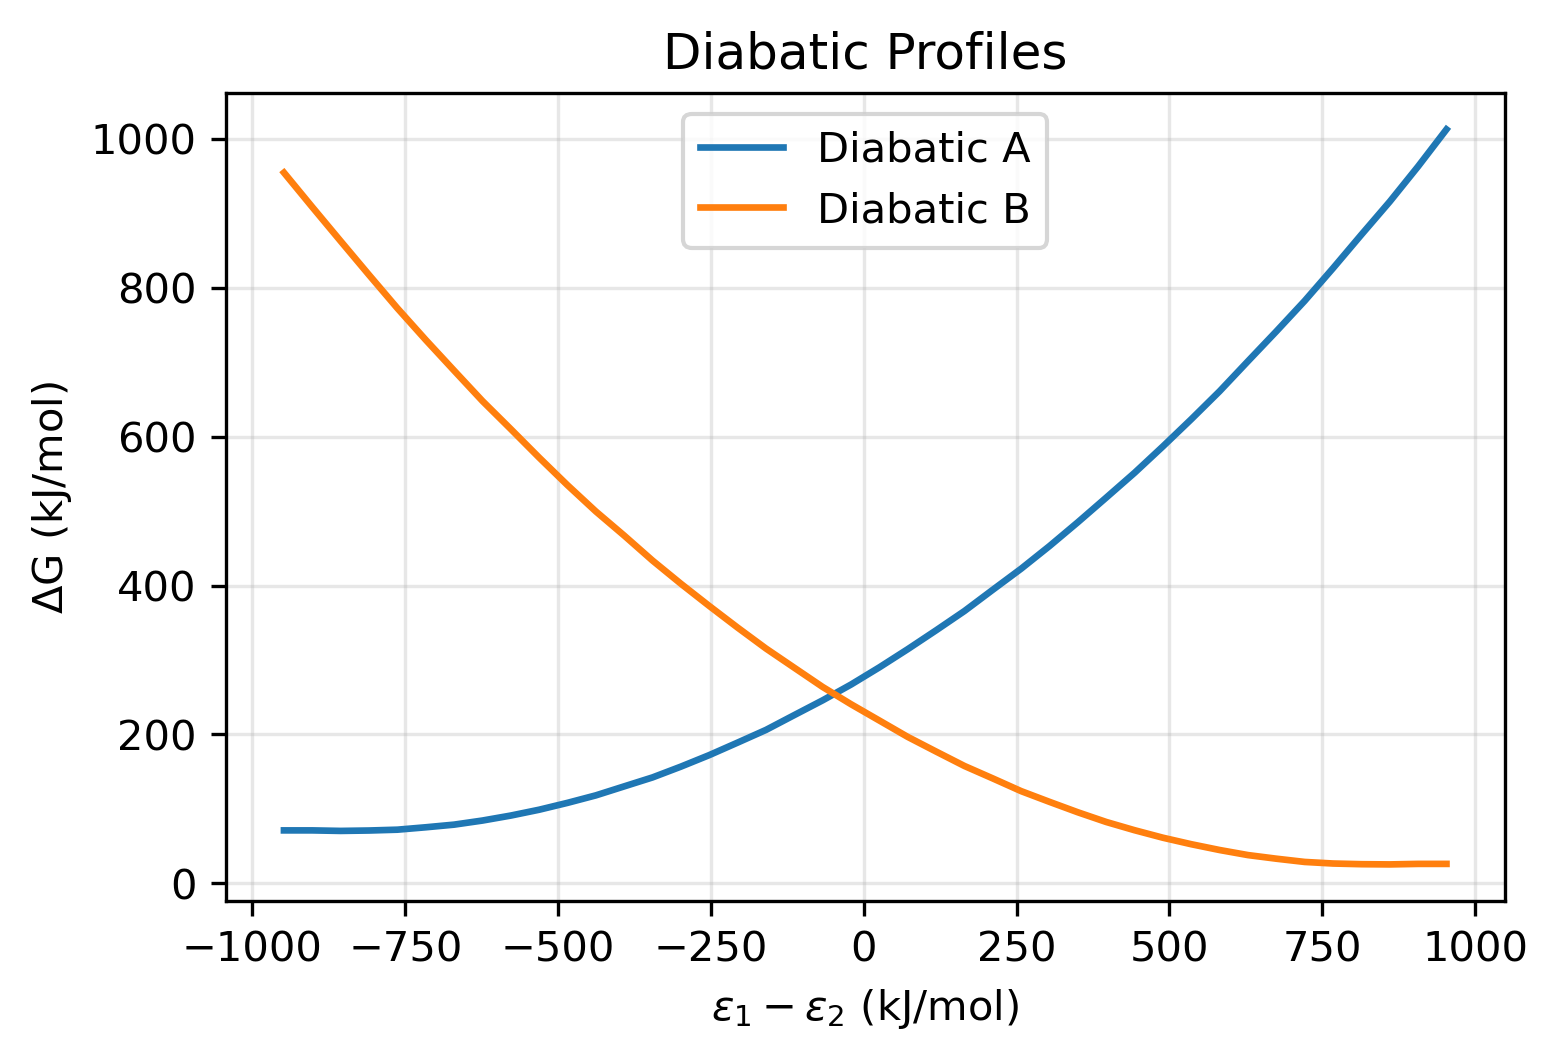 Diabatic Profiles
Diabatic A
Diabatic B
ΔG (kJ/mol)
1000
800
600
400
200
0
−1000 −750 −500 −250 0 250 500 750 1000
ε₁ − ε₂ (kJ/mol)